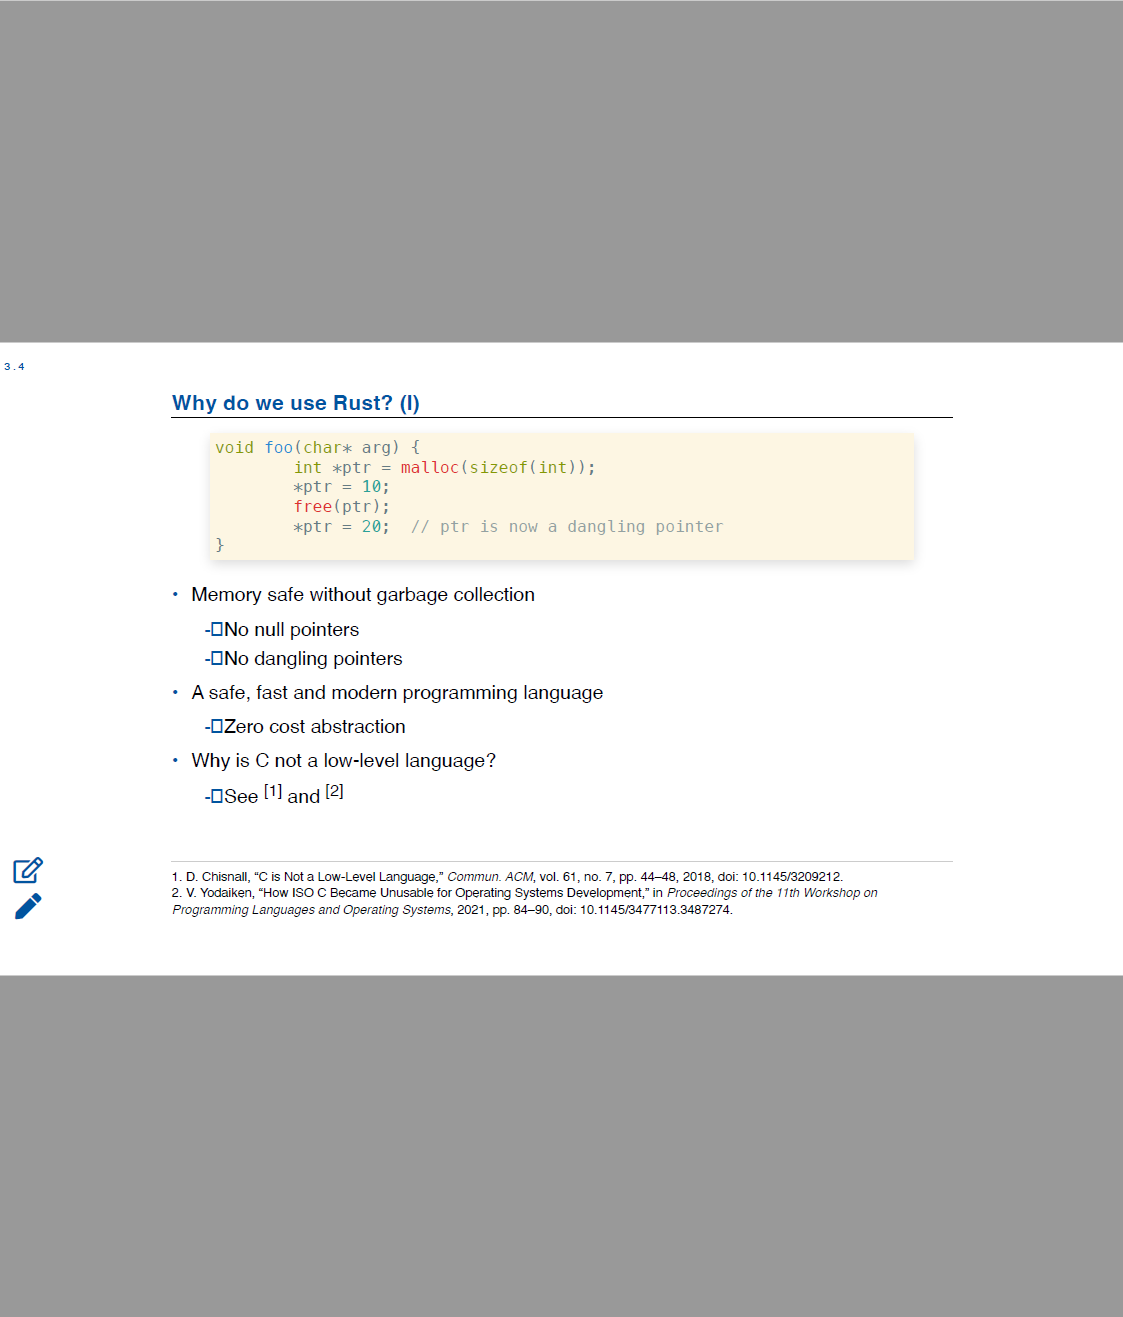 3.4
Why do we use Rust? (I)
void foo(char* arg) {
        int *ptr = malloc(sizeof(int));
        *ptr = 10;
        free(ptr);
        *ptr = 20;  // ptr is now a dangling pointer
}
• Memory safe without garbage collection
-□No null pointers
-□No dangling pointers
• A safe, fast and modern programming language
-□Zero cost abstraction
• Why is C not a low-level language?
-□See [1] and [2]
1. D. Chisnall, “C is Not a Low-Level Language,” Commun. ACM, vol. 61, no. 7, pp. 44–48, 2018, doi: 10.1145/3209212.
2. V. Yodaiken, “How ISO C Became Unusable for Operating Systems Development,” in Proceedings of the 11th Workshop on
Programming Languages and Operating Systems, 2021, pp. 84–90, doi: 10.1145/3477113.3487274.